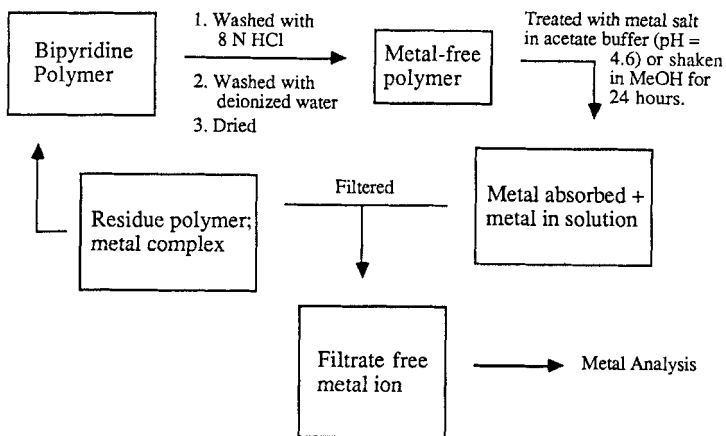 Bipyridine
Polymer
1. Washed with
8 N HCl
2. Washed with
deionized water
3. Dried
Metal-free
polymer
Treated with metal salt
in acetate buffer (pH =
4.6) or shaken
in MeOH for
24 hours.
Residue polymer;
metal complex
Filtered
Metal absorbed +
metal in solution
Filtrate free
metal ion
Metal Analysis